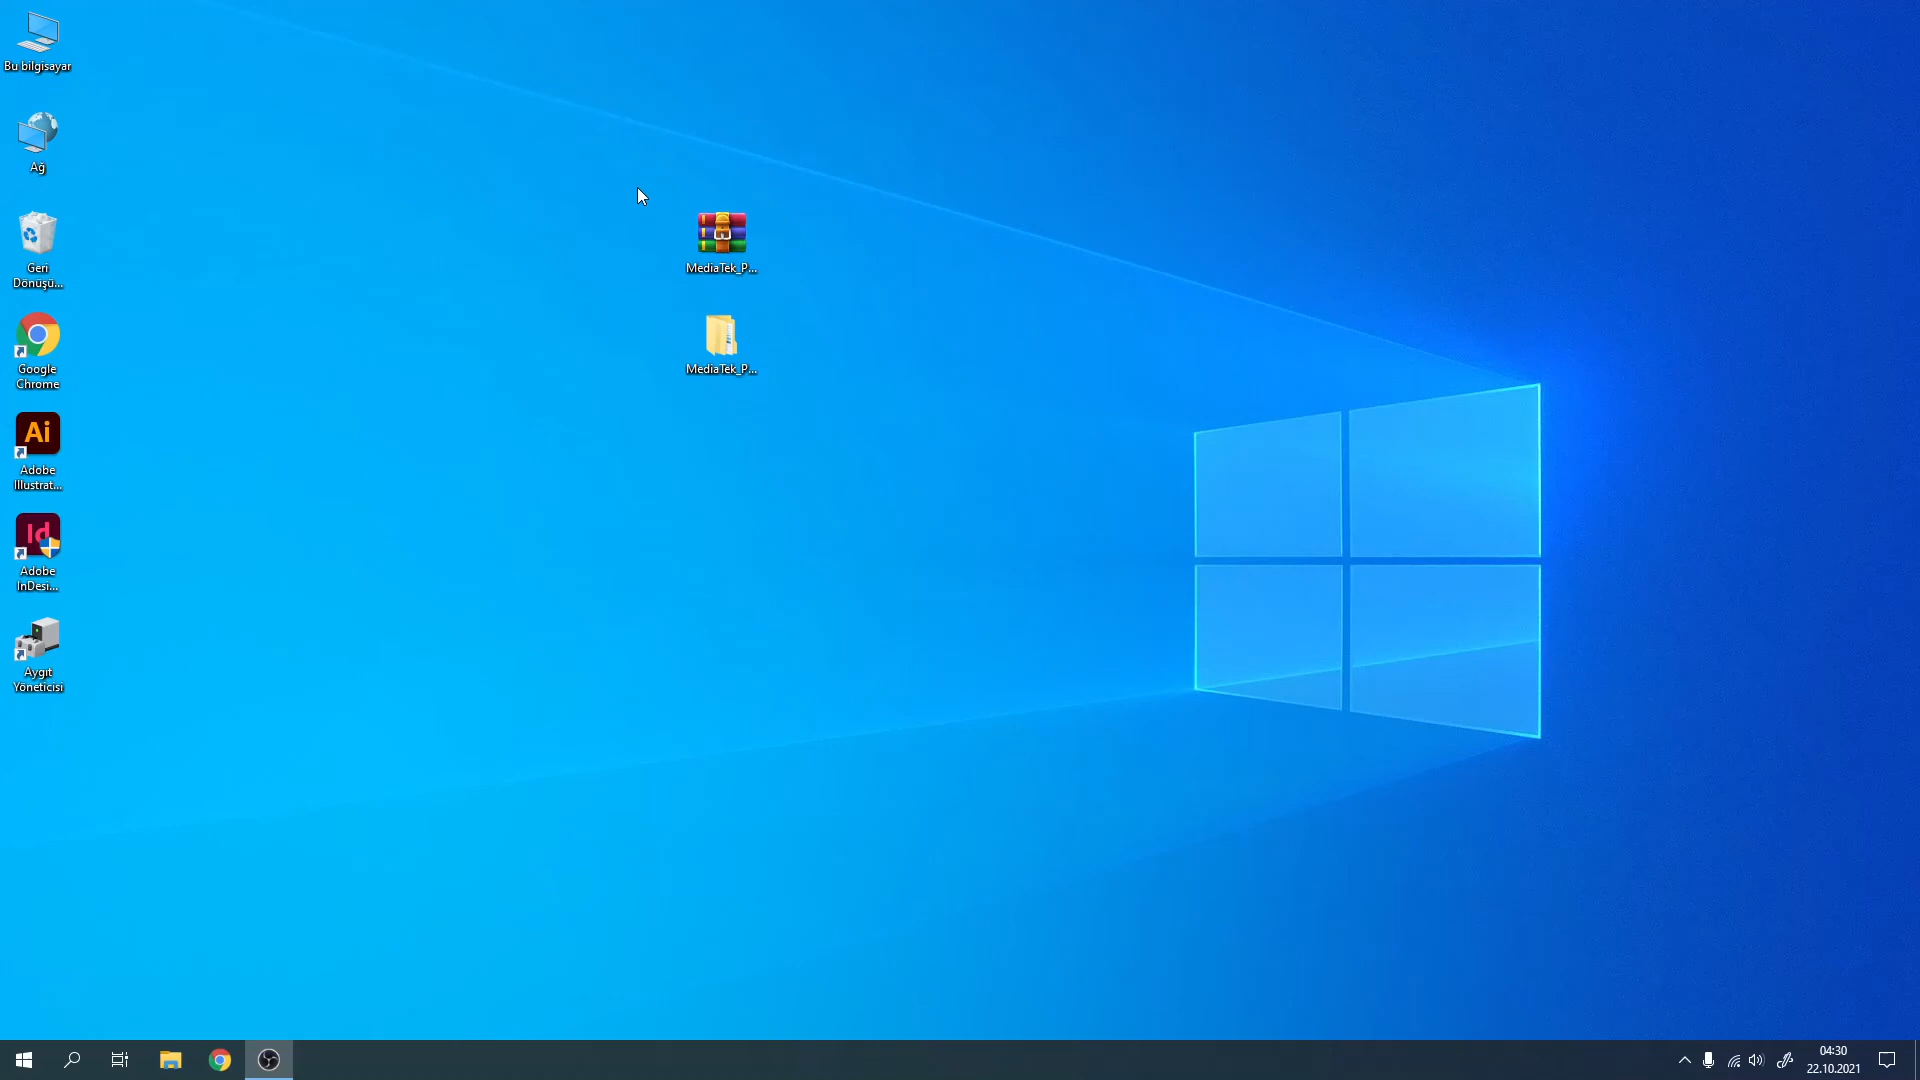 Bu bilgisayar
Ağ
Geri
Dönüşü...
Google
Chrome
Ai
Adobe
Illustrat...
Id
Adobe
InDesi...
Aygıt
Yöneticisi
MediaTek_P...
MediaTek_P...
04:30
22.10.2021